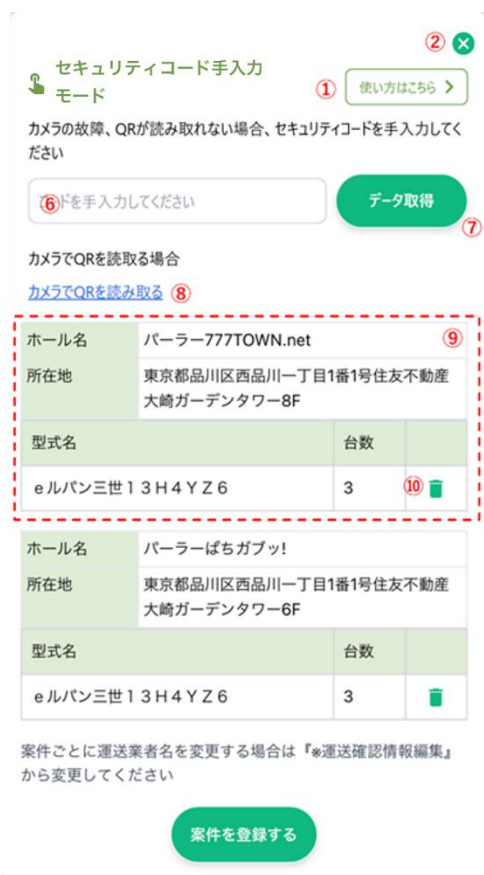 ②
セキュリティコード手入力
モード
① 使い方はこちら
カメラの故障、QRが読み取れない場合、セキュリティコードを手入力してく
ださい
⑥ ドを手入力してください
データ取得
⑦
カメラでQRを読取る場合
カメラでQRを読み取る ⑧
ホール名 パーラー777TOWN.net ⑨
所在地 東京都品川区西品川一丁目1番1号住友不動産
大崎ガーデンタワー8F
型式名 台数
eルパン三世13H4YZ6 3 ⑩
ホール名 パーラーぱちガブッ!
所在地 東京都品川区西品川一丁目1番1号住友不動産
大崎ガーデンタワー6F
型式名 台数
eルパン三世13H4YZ6 3
案件ごとに運送業者名を変更する場合は『※運送確認情報編集』
から変更してください
案件を登録する